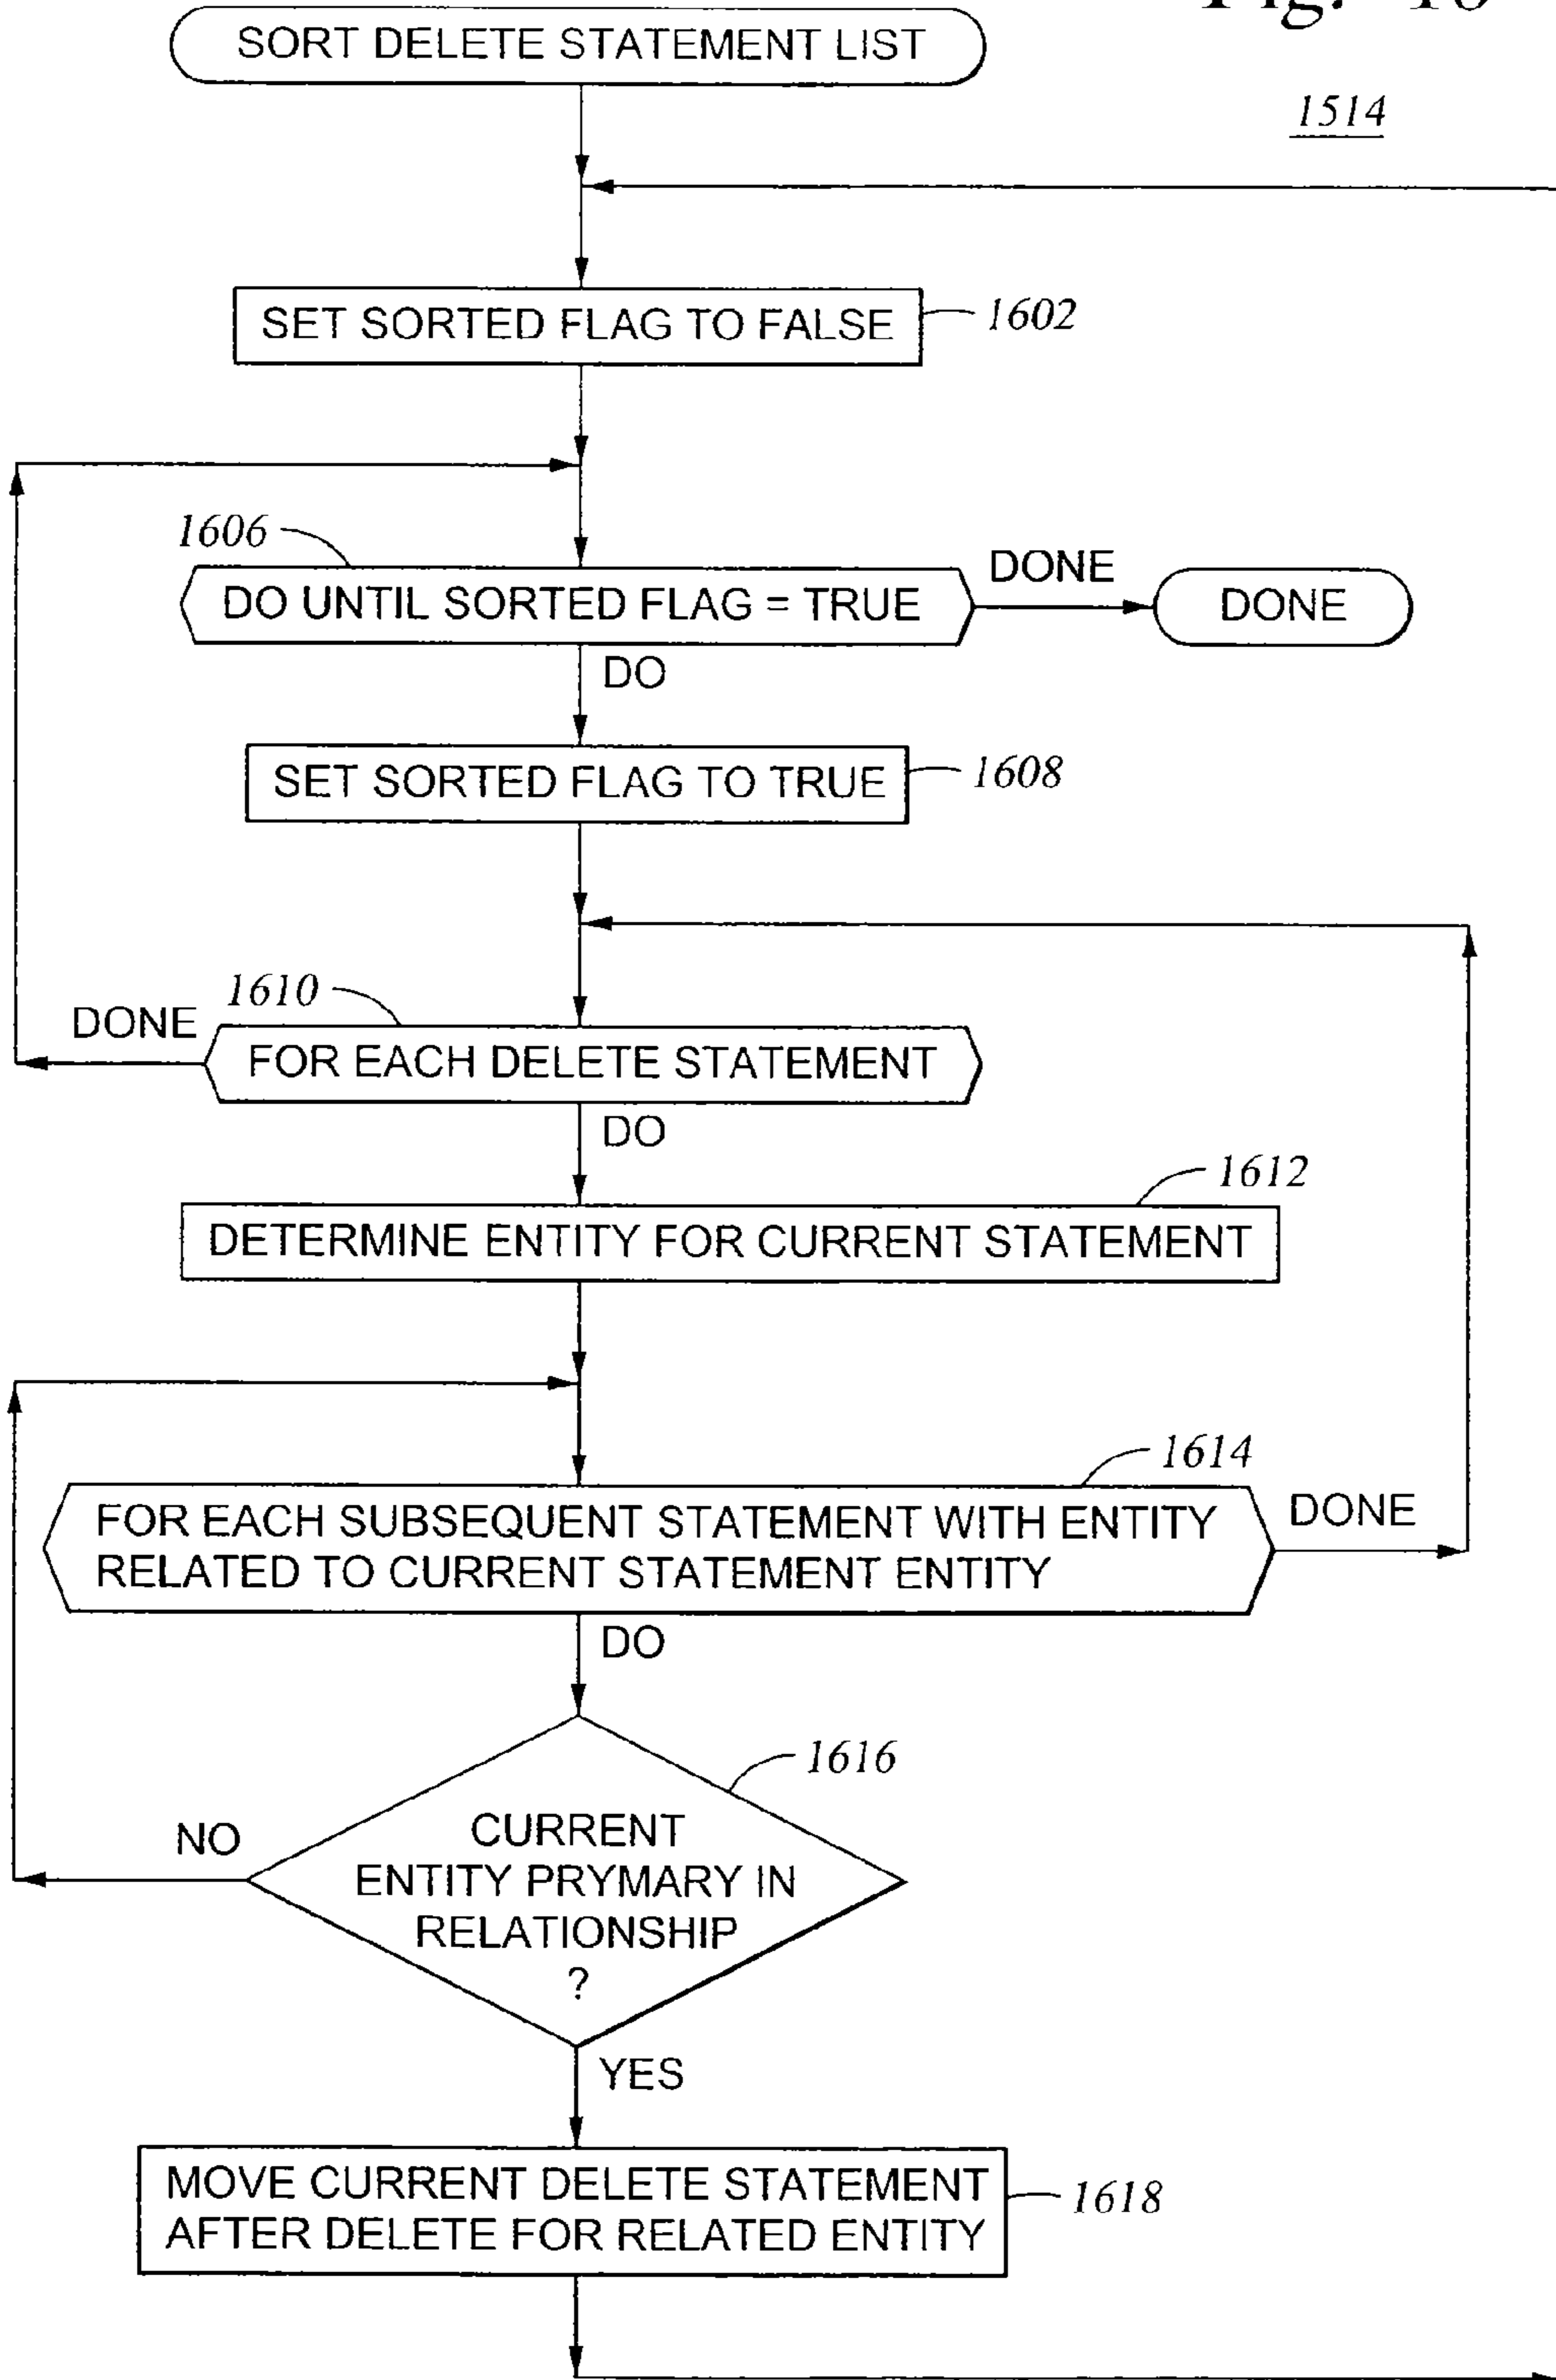 SORT DELETE STATEMENT LIST
1514
SET SORTED FLAG TO FALSE
1602
1606
DO UNTIL SORTED FLAG = TRUE
DONE
DONE
DO
SET SORTED FLAG TO TRUE
1608
1610
DONE
FOR EACH DELETE STATEMENT
DO
1612
DETERMINE ENTITY FOR CURRENT STATEMENT
1614
FOR EACH SUBSEQUENT STATEMENT WITH ENTITY
RELATED TO CURRENT STATEMENT ENTITY
DONE
DO
1616
NO
CURRENT
ENTITY PRYMARY IN
RELATIONSHIP
?
YES
MOVE CURRENT DELETE STATEMENT
AFTER DELETE FOR RELATED ENTITY
1618